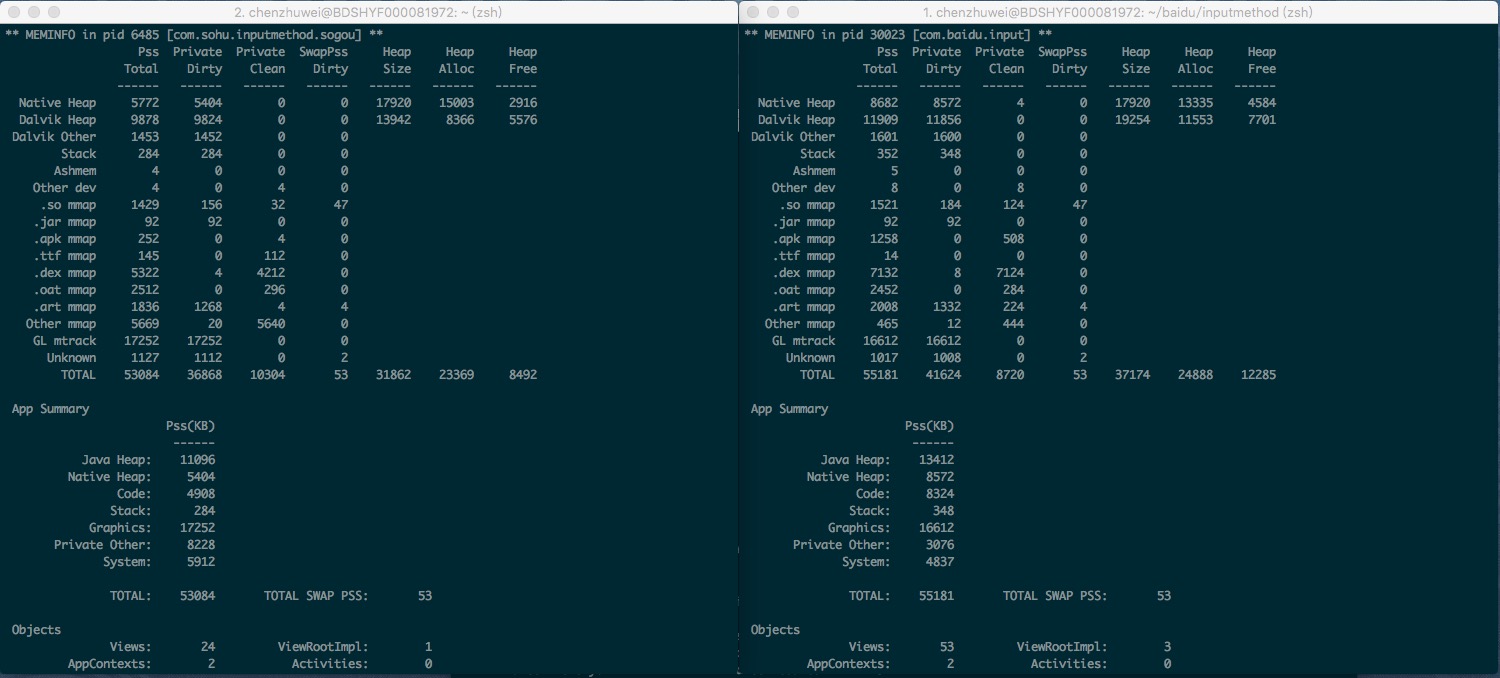 2. chenzhuwei@BDSHYF000081972: ~ (zsh)
** MEMINFO in pid 6485 [com.sohu.inputmethod.sogou] **
Pss Private Private SwapPss Heap Heap Heap
Total Dirty Clean Dirty Size Alloc Free
------ ------ ------ ------ ------ ------ ------
Native Heap 5772 5404 0 0 17920 15003 2916
Dalvik Heap 9878 9824 0 0 13942 8366 5576
Dalvik Other 1453 1452 0 0
Stack 284 284 0 0
Ashmem 4 0 0 0
Other dev 4 0 4 0
.so mmap 1429 156 32 47
.jar mmap 92 92 0 0
.apk mmap 252 0 4 0
.ttf mmap 145 0 112 0
.dex mmap 5322 4 4212 0
.oat mmap 2512 0 296 0
.art mmap 1836 1268 4 4
Other mmap 5669 20 5640 0
GL mtrack 17252 17252 0 0
Unknown 1127 1112 0 2
TOTAL 53084 36868 10304 53 31862 23369 8492
App Summary
Pss(KB)
------
Java Heap: 11096
Native Heap: 5404
Code: 4908
Stack: 284
Graphics: 17252
Private Other: 8228
System: 5912
TOTAL: 53084 TOTAL SWAP PSS: 53
Objects
Views: 24 ViewRootImpl: 1
AppContexts: 2 Activities: 0
1. chenzhuwei@BDSHYF000081972: ~/baidu/inputmethod (zsh)
** MEMINFO in pid 30023 [com.baidu.input] **
Pss Private Private SwapPss Heap Heap Heap
Total Dirty Clean Dirty Size Alloc Free
------ ------ ------ ------ ------ ------ ------
Native Heap 8682 8572 4 0 17920 13335 4584
Dalvik Heap 11909 11856 0 0 19254 11553 7701
Dalvik Other 1601 1600 0 0
Stack 352 348 0 0
Ashmem 5 0 0 0
Other dev 8 0 8 0
.so mmap 1521 184 124 47
.jar mmap 92 92 0 0
.apk mmap 1258 0 508 0
.ttf mmap 14 0 0 0
.dex mmap 7132 8 7124 0
.oat mmap 2452 0 284 0
.art mmap 2008 1332 224 4
Other mmap 465 12 444 0
GL mtrack 16612 16612 0 0
Unknown 1017 1008 0 2
TOTAL 55181 41624 8720 53 37174 24888 12285
App Summary
Pss(KB)
------
Java Heap: 13412
Native Heap: 8572
Code: 8324
Stack: 348
Graphics: 16612
Private Other: 3076
System: 4837
TOTAL: 55181 TOTAL SWAP PSS: 53
Objects
Views: 53 ViewRootImpl: 3
AppContexts: 2 Activities: 0